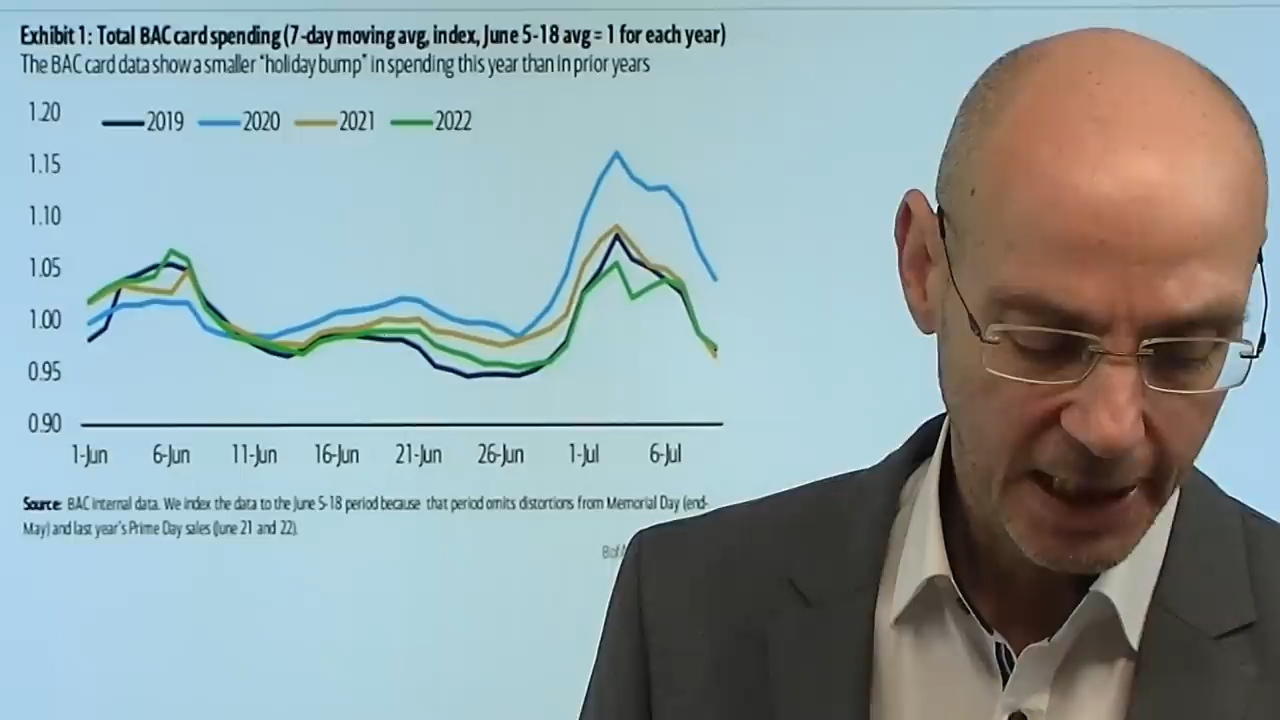 Exhibit 1: Total BAC card spending (7-day moving avg, index, June 5-18 avg = 1 for each year)
The BAC card data show a smaller "holiday bump" in spending this year than in prior years
1.20
2019 2020 2021 2022
1.15
1.10
1.05
1.00
0.95
0.90
1-Jun 6-Jun 11-Jun 16-Jun 21-Jun 26-Jun 1-Jul 6-Jul
Source: BAC internal data. We index the data to the June 5-18 period because that period omits distortions from Memorial Day (end-
May) and last year's Prime Day sales (June 21 and 22).